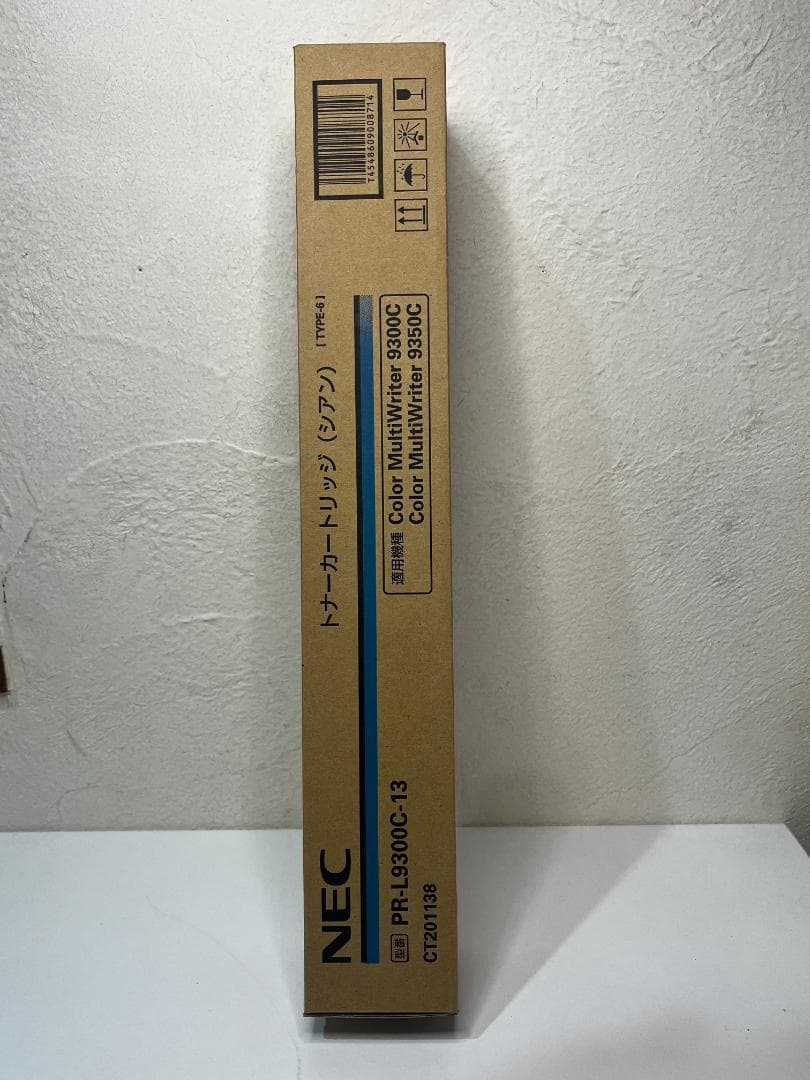 NEC
トナーカートリッジ（シアン）
[ TYPE-6 ]
型番 PR-L9300C-13
CT201138
適用機種 Color MultiWriter 9300C
Color MultiWriter 9350C
T4548609008714